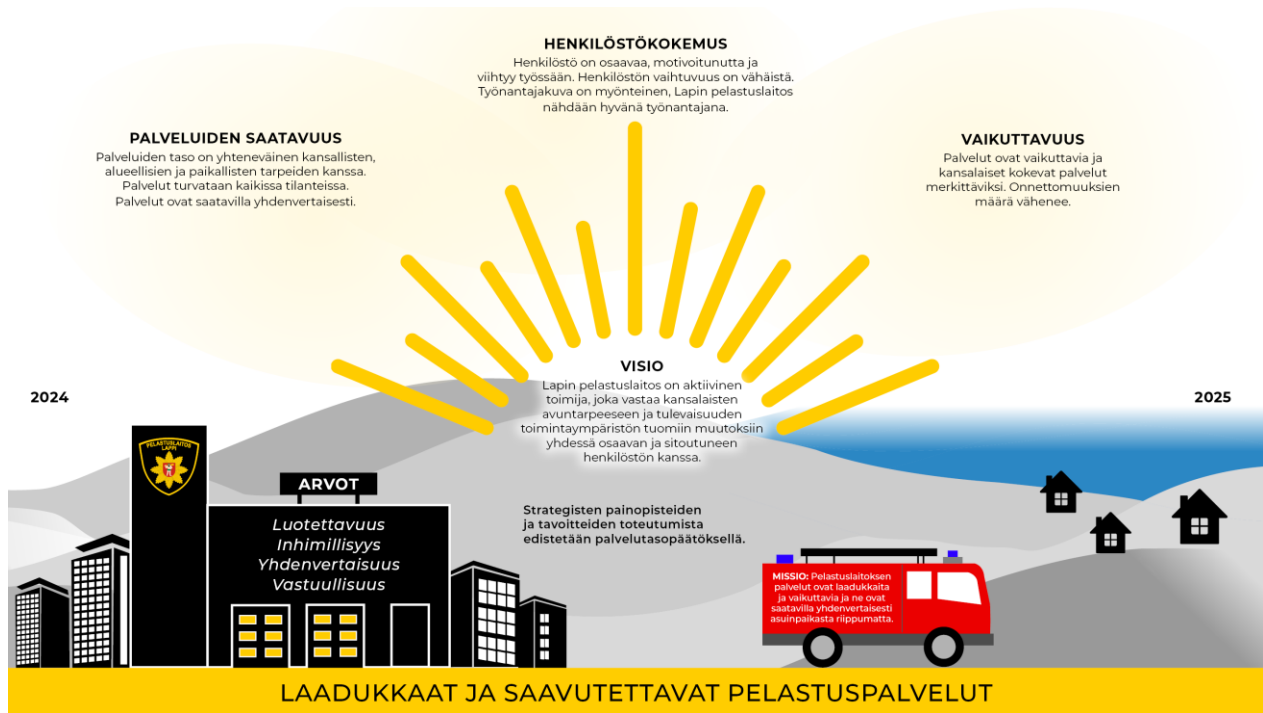 HENKILÖSTÖKOKEMUS
Henkilöstö on osaavaa, motivoitunutta ja
viihtyy työssään. Henkilöstön vaihtuvuus on vähäistä.
Työnantajakuva on myönteinen, Lapin pelastuslaitos
nähdään hyvänä työnantajana.
PALVELUIDEN SAATAVUUS
Palveluiden taso on yhteneväinen kansallisten,
alueellisien ja paikallisten tarpeiden kanssa.
Palvelut turvataan kaikissa tilanteissa.
Palvelut ovat saatavilla yhdenvertaisesti.
VAIKUTTAVUUS
Palvelut ovat vaikuttavia ja
kansalaiset kokevat palvelut
merkittäviksi. Onnettomuuksien
määrä vähenee.
VISIO
Lapin pelastuslaitos on aktiivinen
toimija, joka vastaa kansalaisten
avuntarpeeseen ja tulevaisuuden
toimintaympäristön tuomiin muutoksiin
yhdessä osaavan ja sitoutuneen
henkilöstön kanssa.
2024
2025
PELASTUSLAITOS
LAPPI
ARVOT
Luotettavuus
Inhimillisyys
Yhdenvertaisuus
Vastuullisuus
Strategisten painopisteiden
ja tavoitteiden toteutumista
edistetään palvelutasopäätöksellä.
MISSIO: Pelastuslaitoksen
palvelut ovat laadukkaita
ja vaikuttavia ja ne ovat
saatavilla yhdenvertaisesti
asuinpaikasta riippumatta.
LAADUKKAAT JA SAAVUTETTAVAT PELASTUSPALVELUT